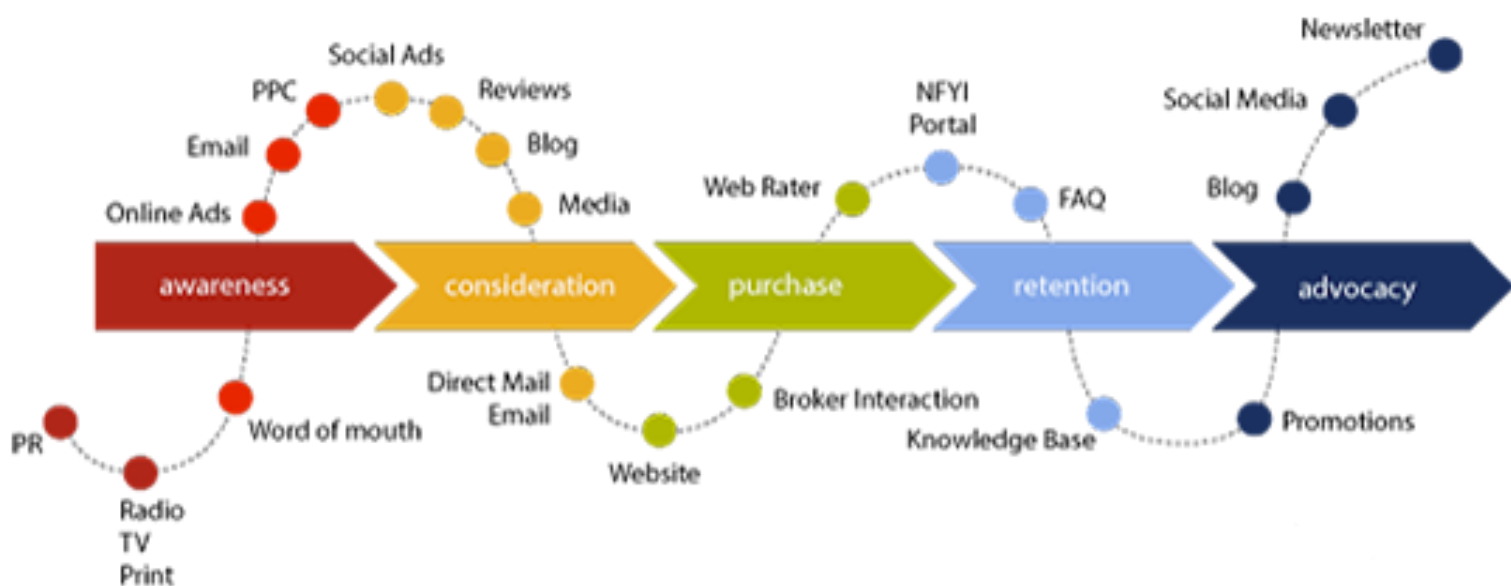 Newsletter
Social Ads
PPC
Reviews
NFYI
Portal
Social Media
Email
Blog
Web Rater
Blog
Online Ads
Media
FAQ
awareness
consideration
purchase
retention
advocacy
Direct Mail
Email
Broker Interaction
Word of mouth
Promotions
PR
Knowledge Base
Website
Radio
TV
Print